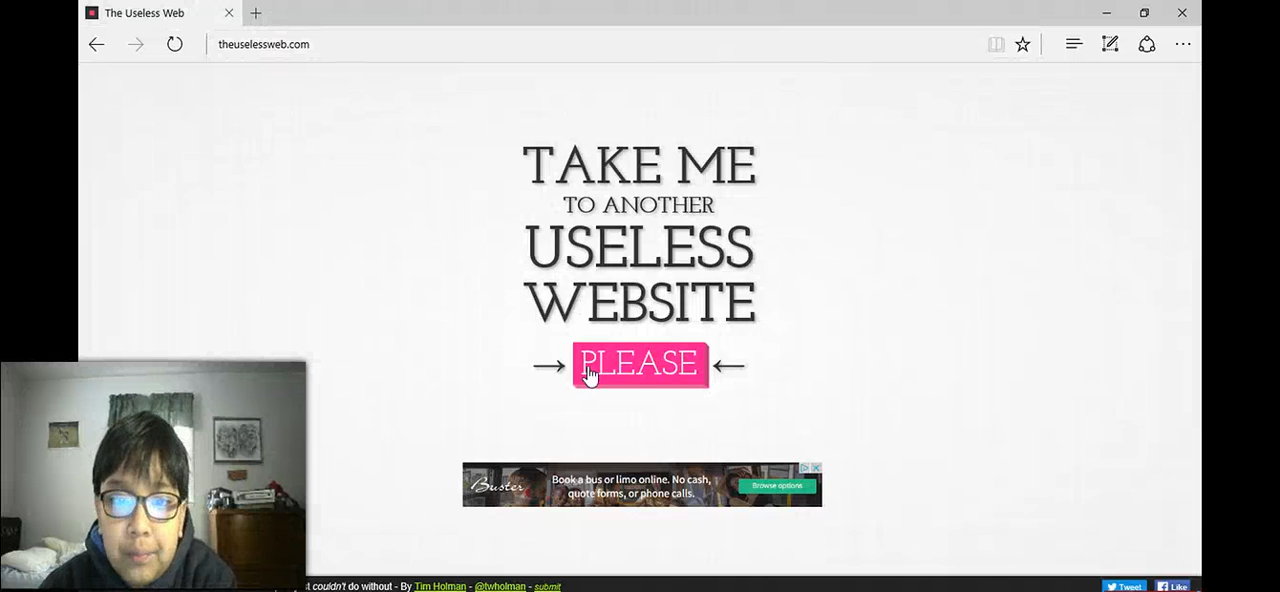 The Useless Web
theuselessweb.com
TAKE ME
TO ANOTHER
USELESS
WEBSITE
→ PLEASE ←
Buster
Book a bus or limo online. No cash,
quote forms, or phone calls.
Browse options
couldn't do without - By Tim Holman - @twholman - submit
Tweet
Like